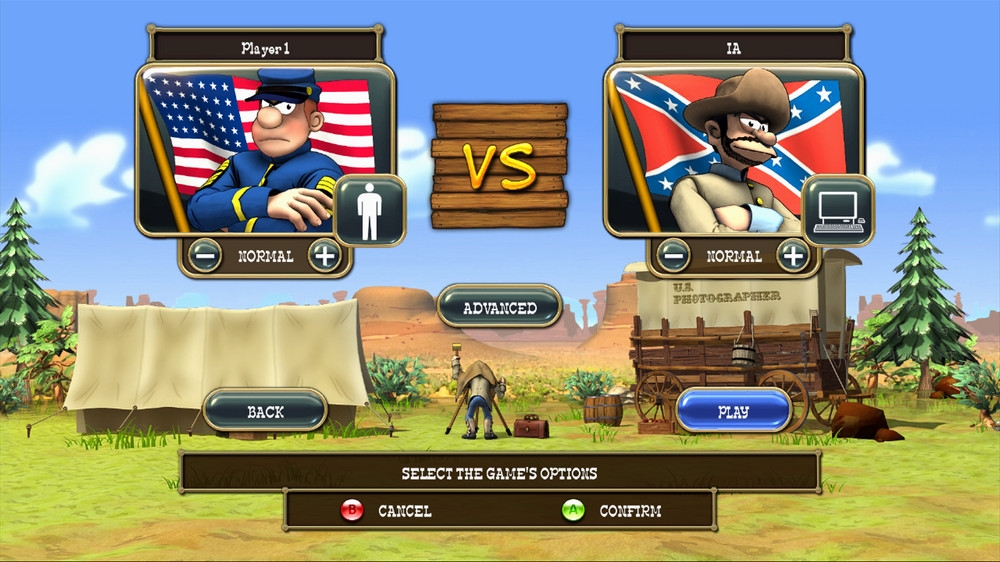 Player 1
IA
VS
NORMAL
NORMAL
U.S.
PHOTOGRAPHER
ADVANCED
BACK
PLAY
SELECT THE GAME'S OPTIONS
B CANCEL
A CONFIRM